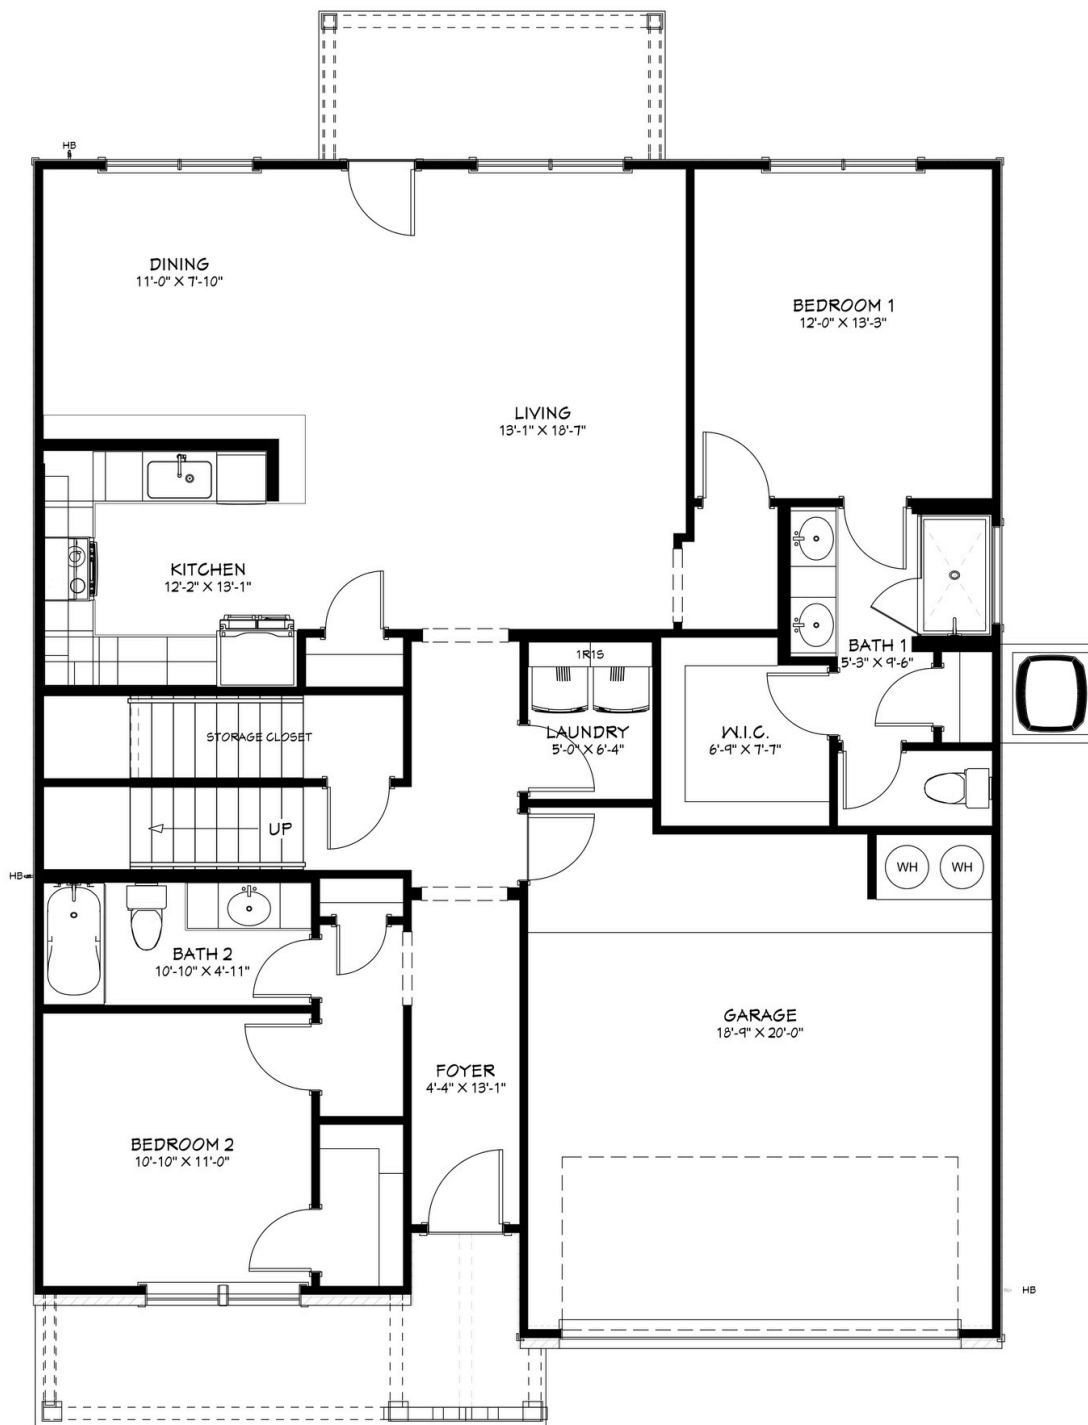 HB
DINING
11'-0" X 7'-10"
BEDROOM 1
12'-0" X 13'-3"
LIVING
13'-1" X 18'-7"
KITCHEN
12'-2" X 13'-1"
1R1S
BATH 1
5'-3" X 9'-6"
STORAGE CLOSET
LAUNDRY
5'-0" X 6'-4"
W.I.C.
6'-9" X 7'-7"
UP
HB
WH
WH
BATH 2
10'-10" X 4'-11"
GARAGE
18'-9" X 20'-0"
FOYER
4'-4" X 13'-1"
BEDROOM 2
10'-10" X 11'-0"
HB